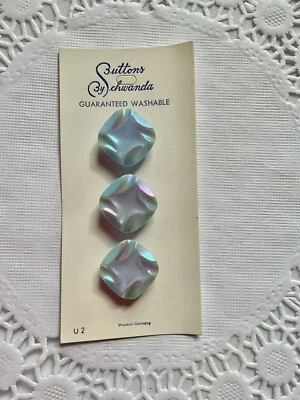 Buttons
By Schwanda
GUARANTEED WASHABLE
U 2
Western-Germany